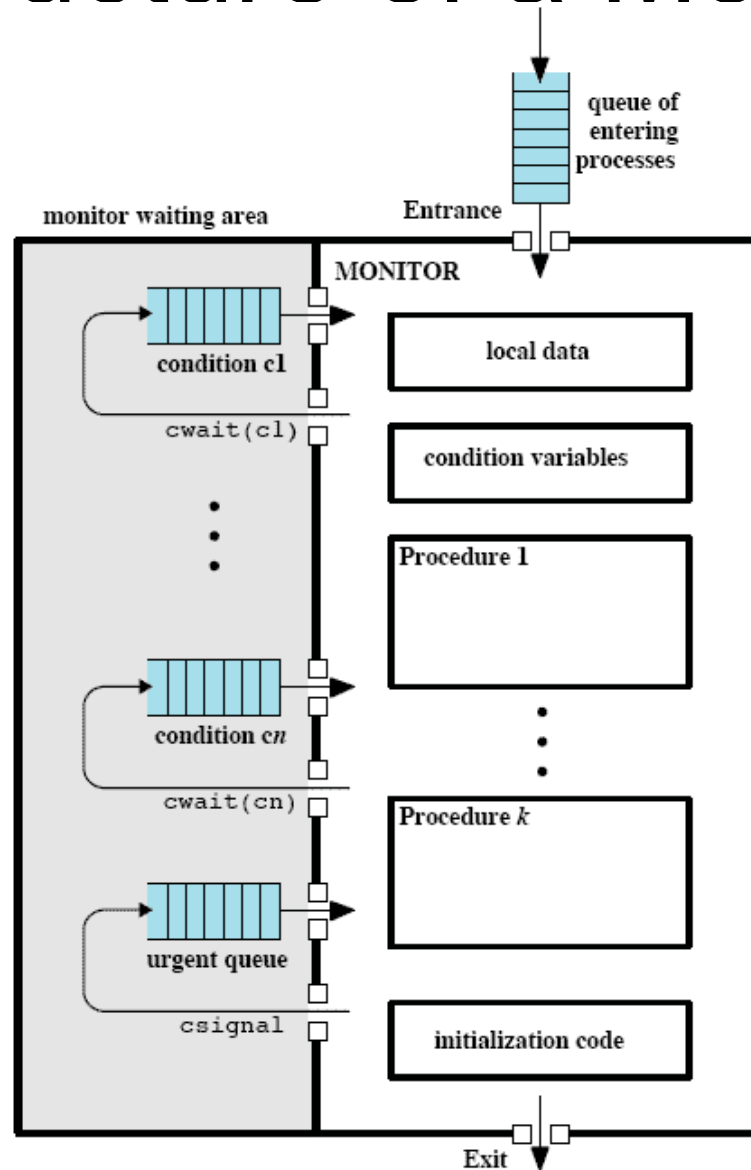 queue of
entering
processes
monitor waiting area
Entrance
MONITOR
condition c1
cwait(c1)
local data
condition variables
Procedure 1
condition cn
cwait(cn)
Procedure k
urgent queue
csignal
initialization code
Exit